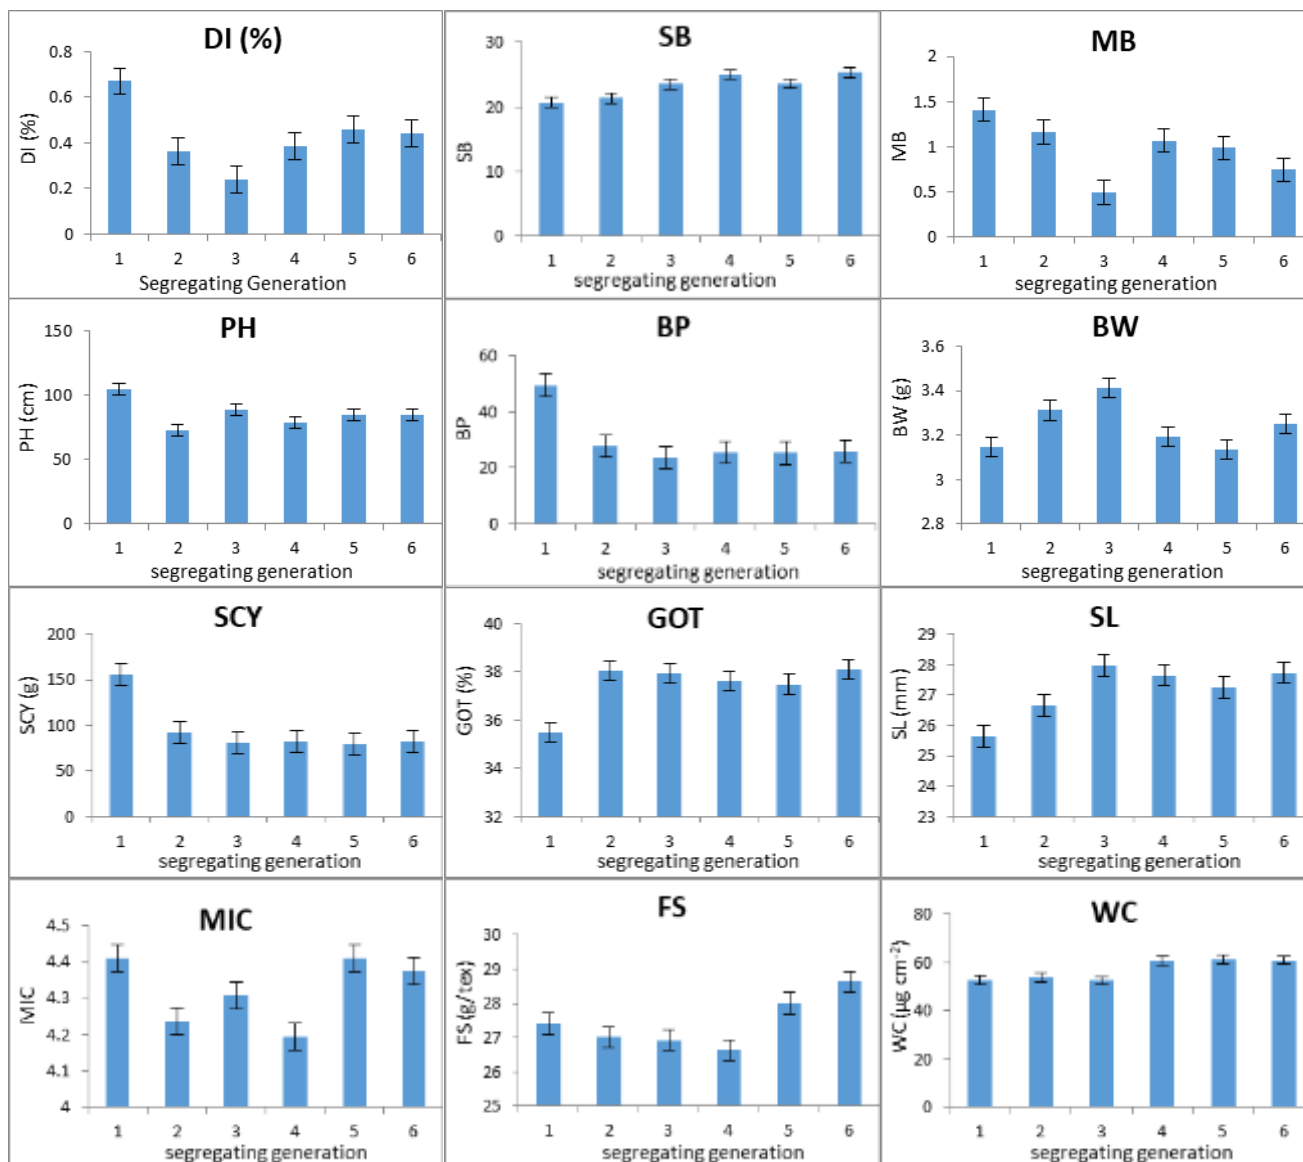 DI (%)
0.8
0.6
0.4
0.2
0
DI (%)
1 2 3 4 5 6
Segregating Generation
SB
30
20
10
0
SB
1 2 3 4 5 6
segregating generation
MB
2
1.5
1
0.5
0
MB
1 2 3 4 5 6
segregating generation
PH
150
100
50
0
PH (cm)
1 2 3 4 5 6
segregating generation
BP
60
40
20
0
BP
1 2 3 4 5 6
segregating generation
BW
3.6
3.4
3.2
3
2.8
BW (g)
1 2 3 4 5 6
segregating generation
SCY
200
150
100
50
0
SCY (g)
1 2 3 4 5 6
segregating generation
GOT
40
38
36
34
32
GOT (%)
1 2 3 4 5 6
segregating generation
SL
29
28
27
26
25
24
23
SL (mm)
1 2 3 4 5 6
segregating generation
MIC
4.5
4.4
4.3
4.2
4.1
4
MIC
1 2 3 4 5 6
segregating generation
FS
30
29
28
27
26
25
FS (g/tex)
1 2 3 4 5 6
segregating generation
WC
80
60
40
20
0
WC (µg cm⁻²)
1 2 3 4 5 6
segregating generation